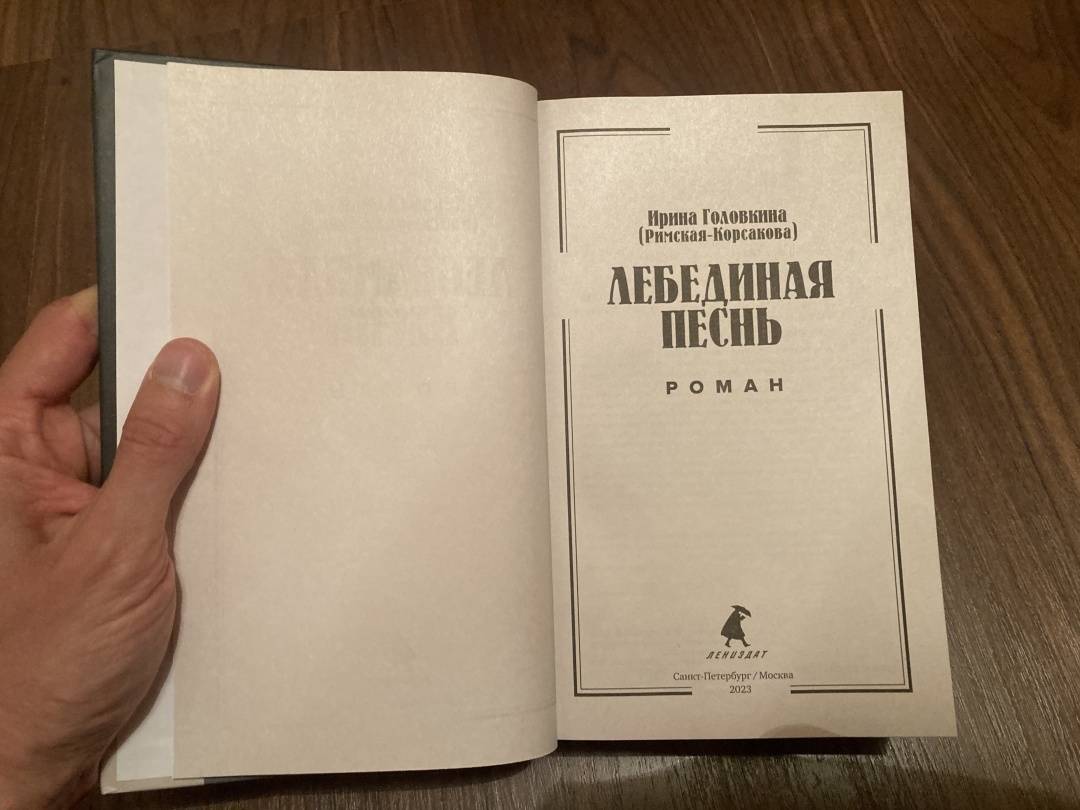 Ирина Головкина
(Римская-Корсакова)
ЛЕБЕДИНАЯ
ПЕСНЬ
РОМАН
ЛЕНИЗДАТ
Санкт-Петербург / Москва
2023